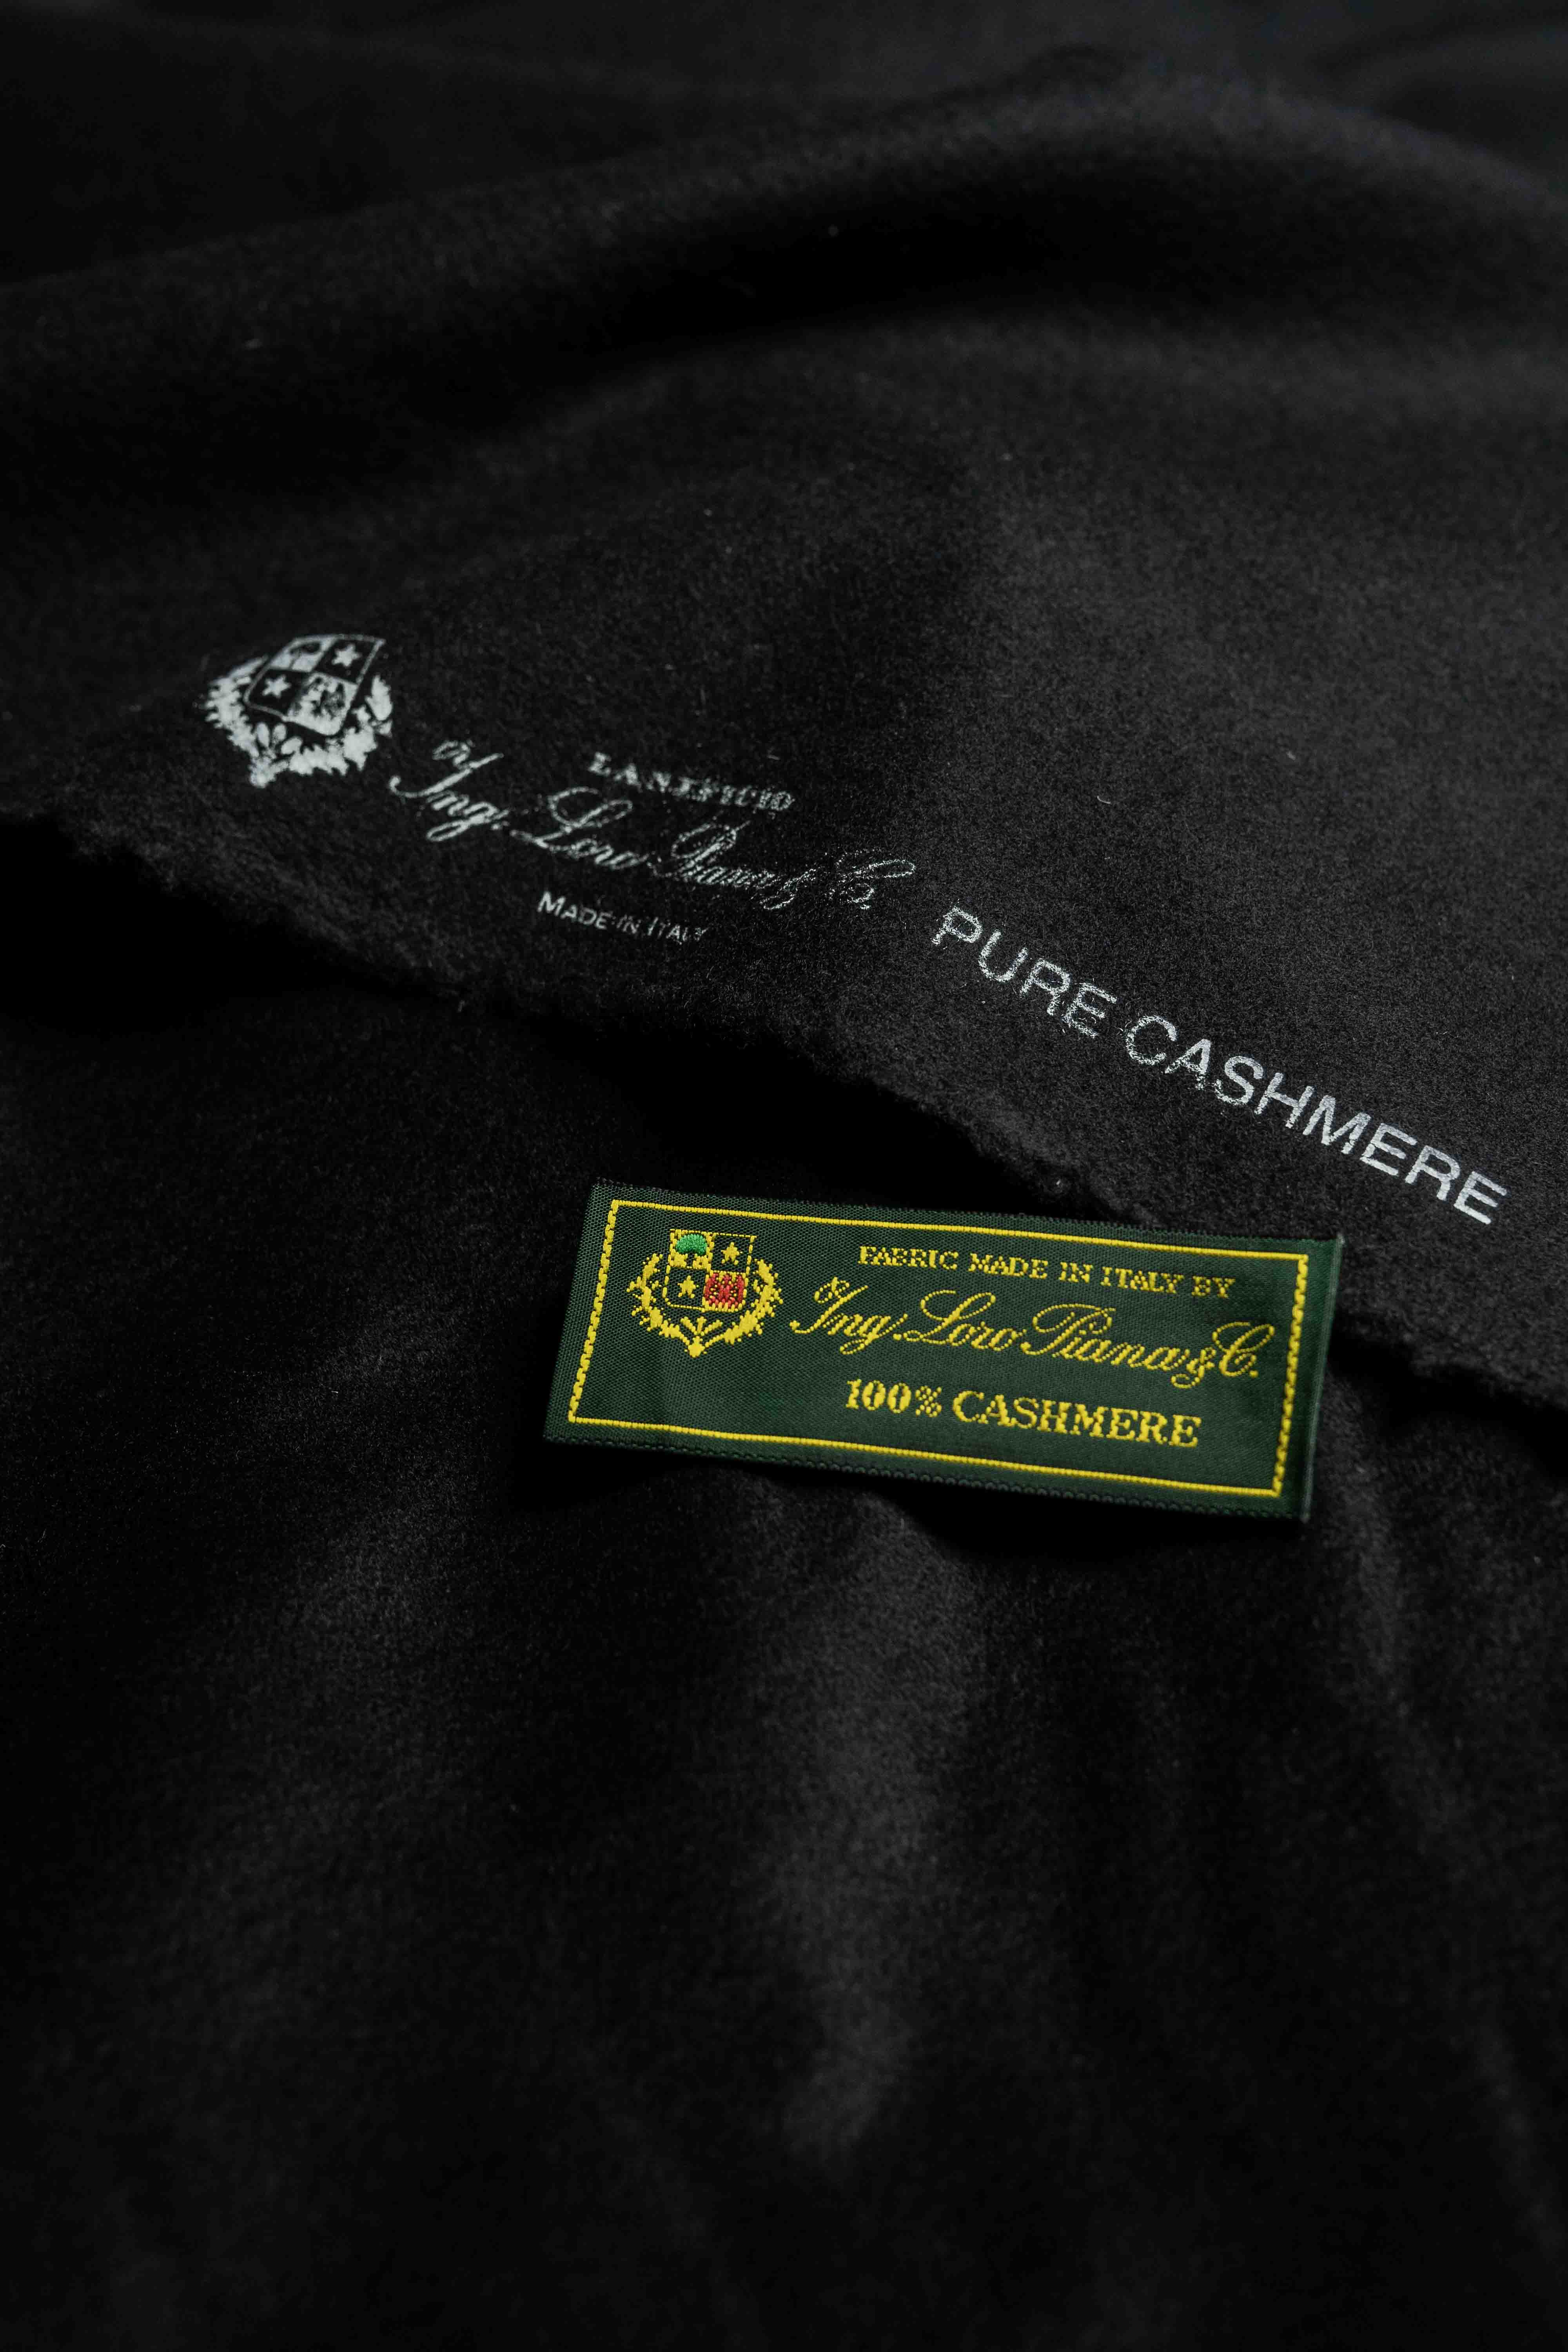 LANIFICIO
Ing. Loro Piana & C.
MADE IN ITALY
PURE CASHMERE
FABRIC MADE IN ITALY BY
Ing. Loro Piana & C.
100% CASHMERE